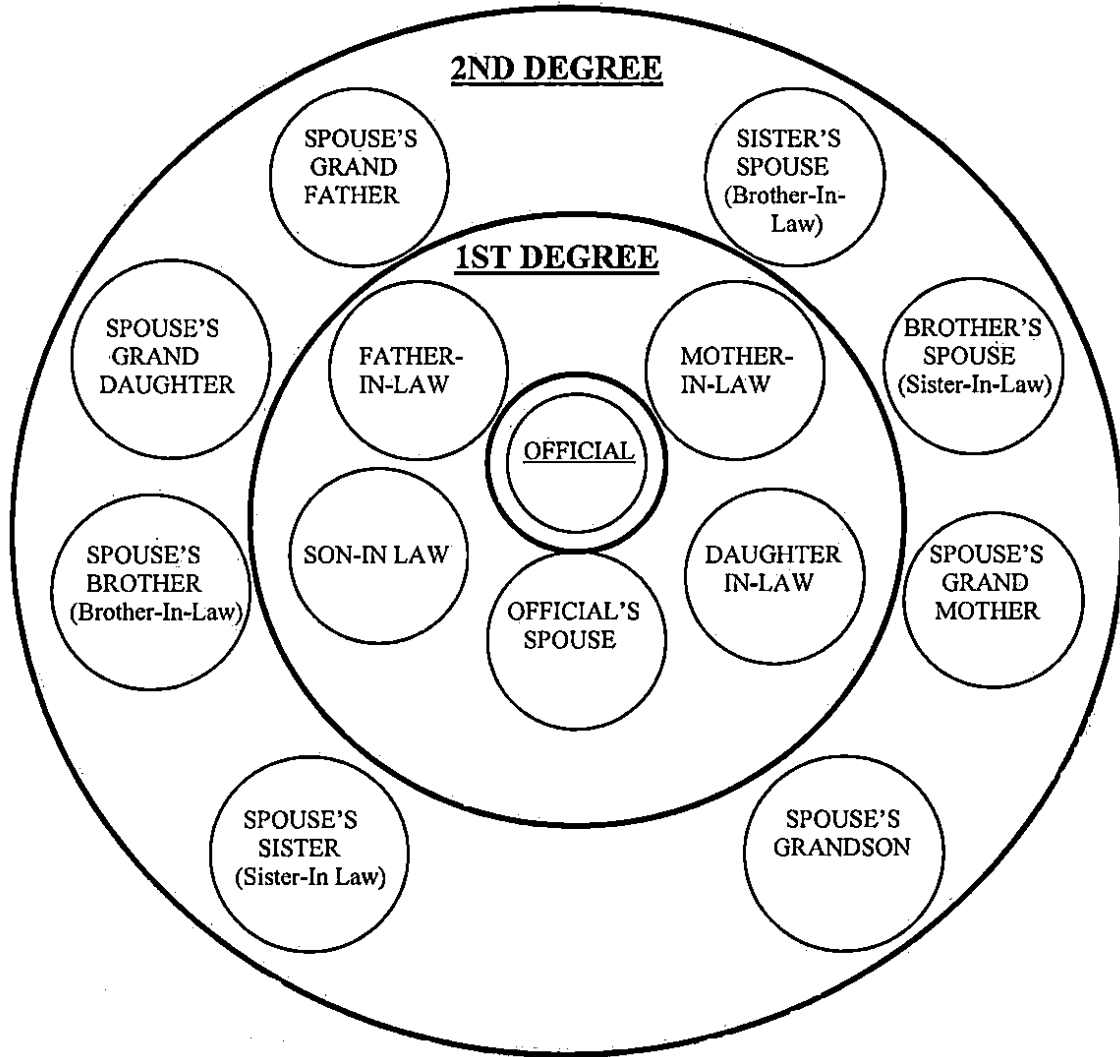 2ND DEGREE
SPOUSE'S
GRAND
FATHER
SISTER'S
SPOUSE
(Brother-In-
Law)
1ST DEGREE
SPOUSE'S
GRAND
DAUGHTER
FATHER-
IN-LAW
MOTHER-
IN-LAW
BROTHER'S
SPOUSE
(Sister-In-Law)
OFFICIAL
SPOUSE'S
BROTHER
(Brother-In-Law)
SON-IN LAW
OFFICIAL'S
SPOUSE
DAUGHTER
IN-LAW
SPOUSE'S
GRAND
MOTHER
SPOUSE'S
SISTER
(Sister-In Law)
SPOUSE'S
GRANDSON